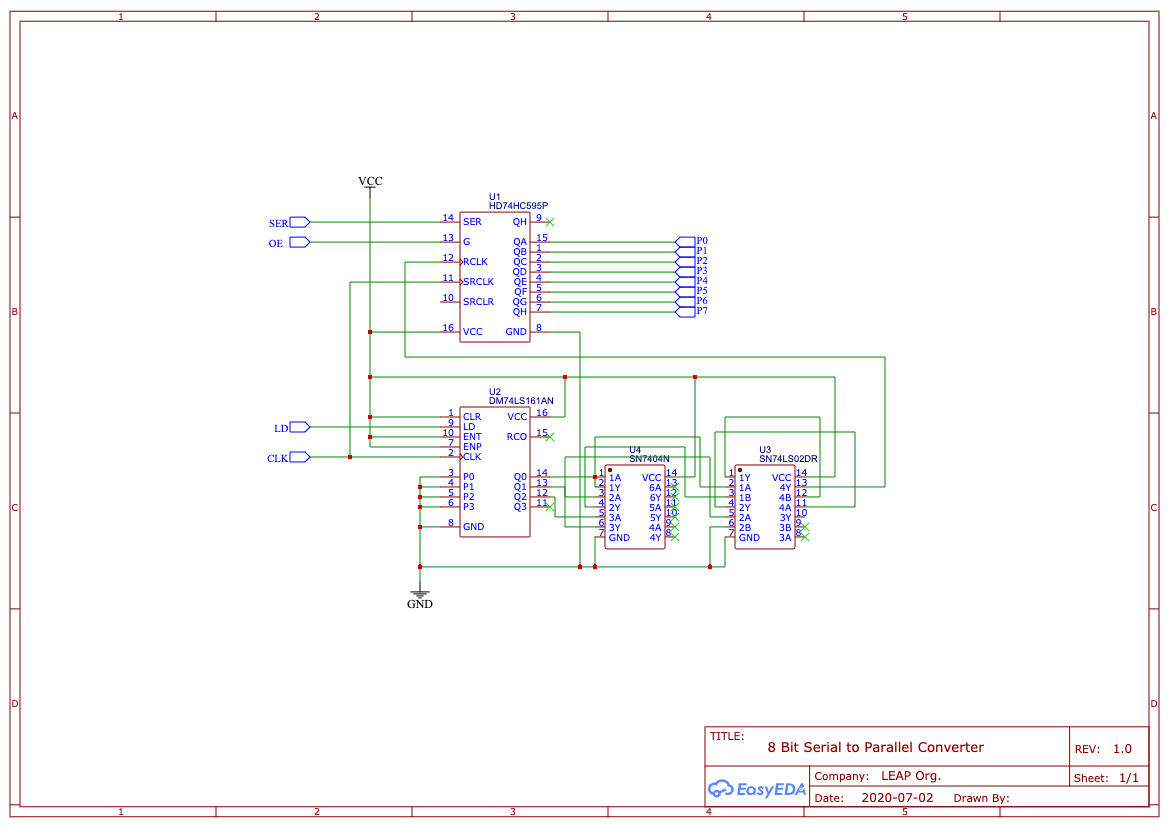 1 2 3 4 5
A A
VCC
U1
HD74HC595P
SER 14 SER QH 9
OE 13 G QA 15 P0
QB 1 P1
12 RCLK QC 2 P2
QD 3 P3
11 SRCLK QE 4 P4
QF 5 P5
10 SRCLR QG 6 P6
QH 7 P7
16 VCC GND 8
B B
U2
DM74LS161AN
1 CLR VCC 16
LD 9 LD
10 ENT RCO 15
7 ENP
CLK 2 CLK
3 P0 Q0 14
4 P1 Q1 13
5 P2 Q2 12
6 P3 Q3 11
8 GND
U4
SN7404N
1 1A VCC 14
2 1Y 6A 13
3 2A 6Y 12
4 2Y 5A 11
5 3A 5Y 10
6 3Y 4A 9
7 GND 4Y 8
U3
SN74LS02DR
1 1Y VCC 14
2 1A 4Y 13
3 1B 4B 12
4 2Y 4A 11
5 2A 3Y 10
6 2B 3B 9
7 GND 3A 8
C C
GND
D D
TITLE:
8 Bit Serial to Parallel Converter
REV: 1.0
EasyEDA
Company: LEAP Org.
Sheet: 1/1
Date: 2020-07-02 Drawn By:
1 2 3 4 5